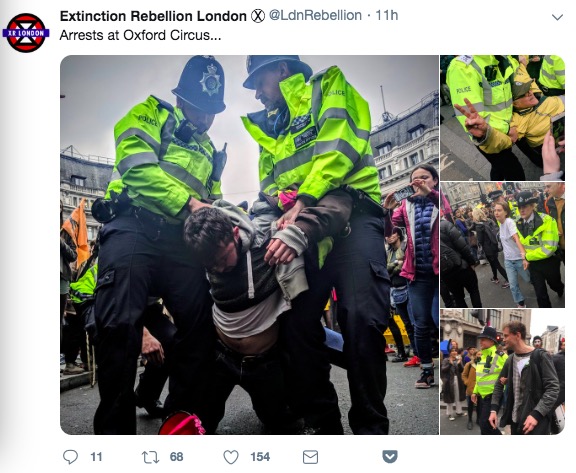 XR LONDON
Extinction Rebellion London @LdnRebellion · 11h
Arrests at Oxford Circus...
POLICE
POLICE
POLICE
11 68 154